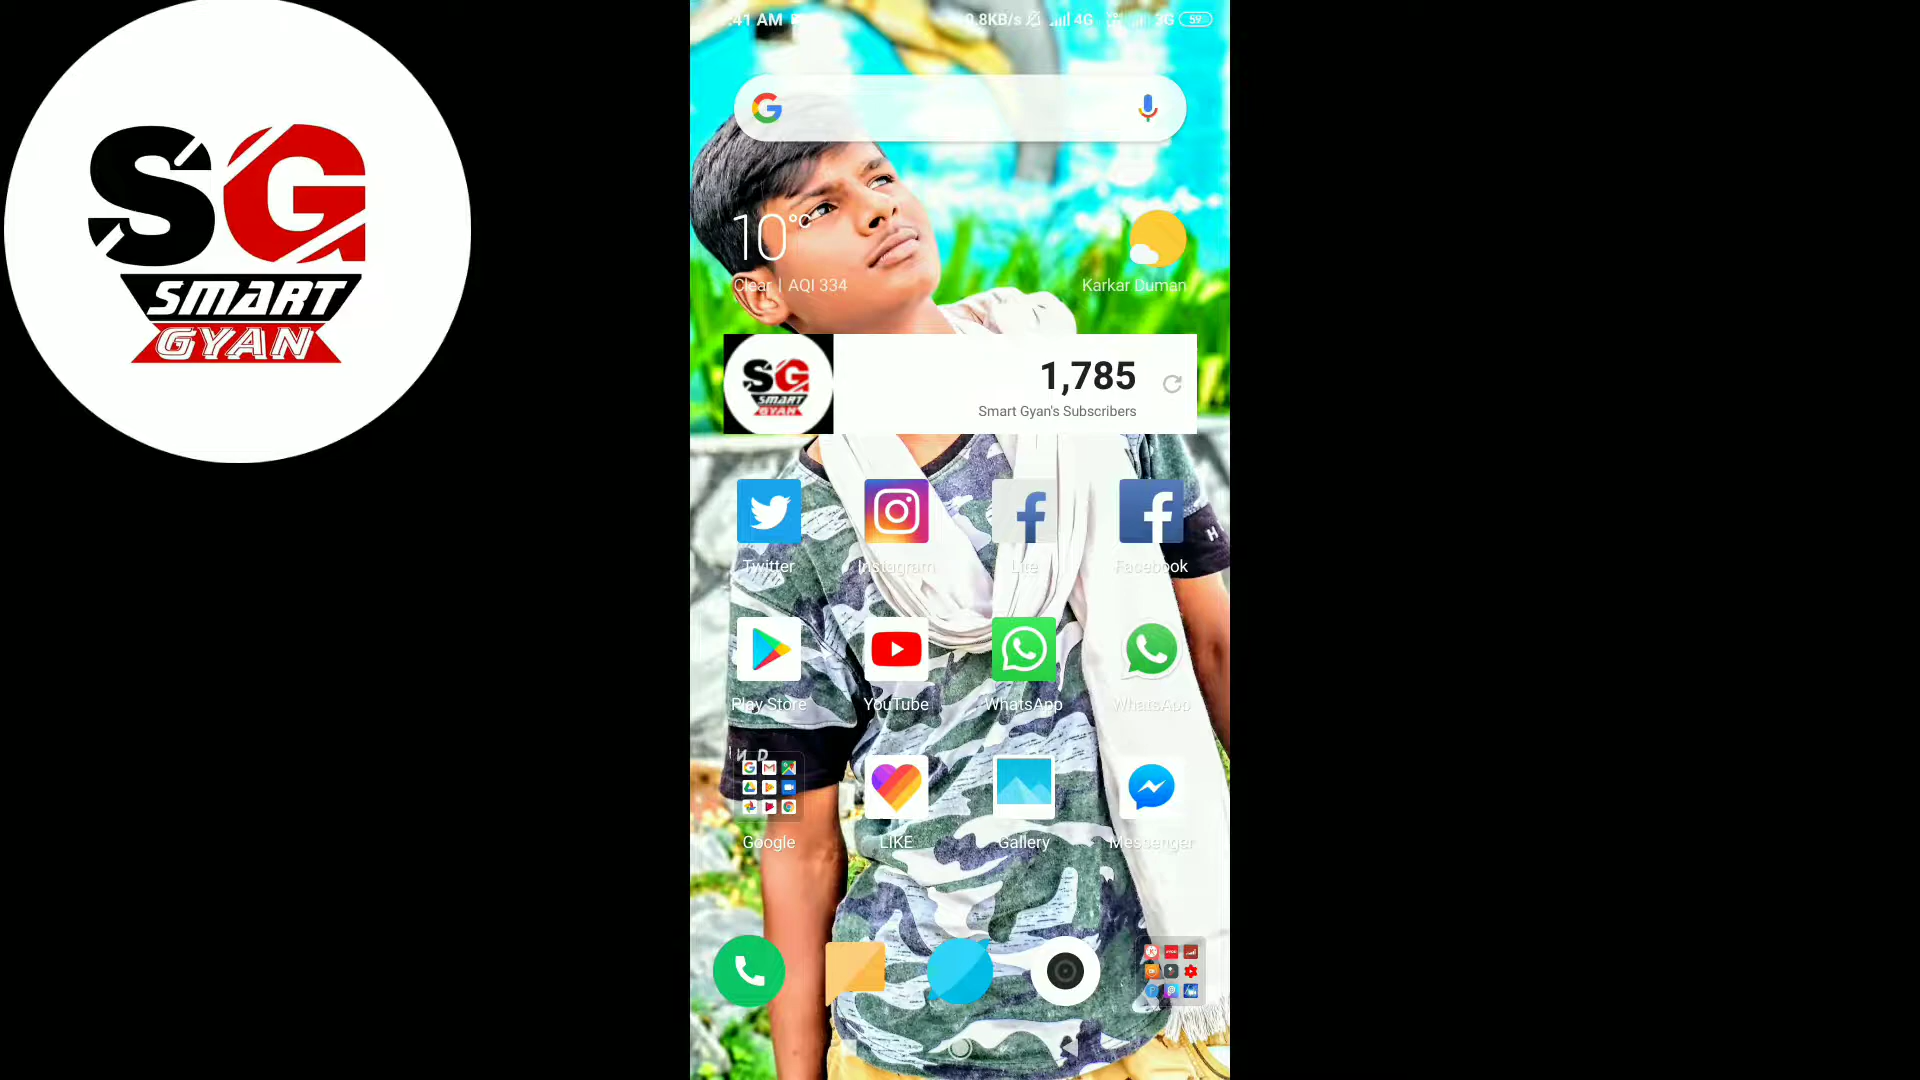 SG
SMART
GYAN
:41 AM
0.8KB/s 4G 3G 59
10°C
Clear | AQI 334
Karkar Duman
SG
SMART
GYAN
1,785
Smart Gyan's Subscribers
Twitter
Instagram
Lite
Facebook
Play Store
YouTube
WhatsApp
WhatsApp
Google
LIKE
Gallery
Messenger